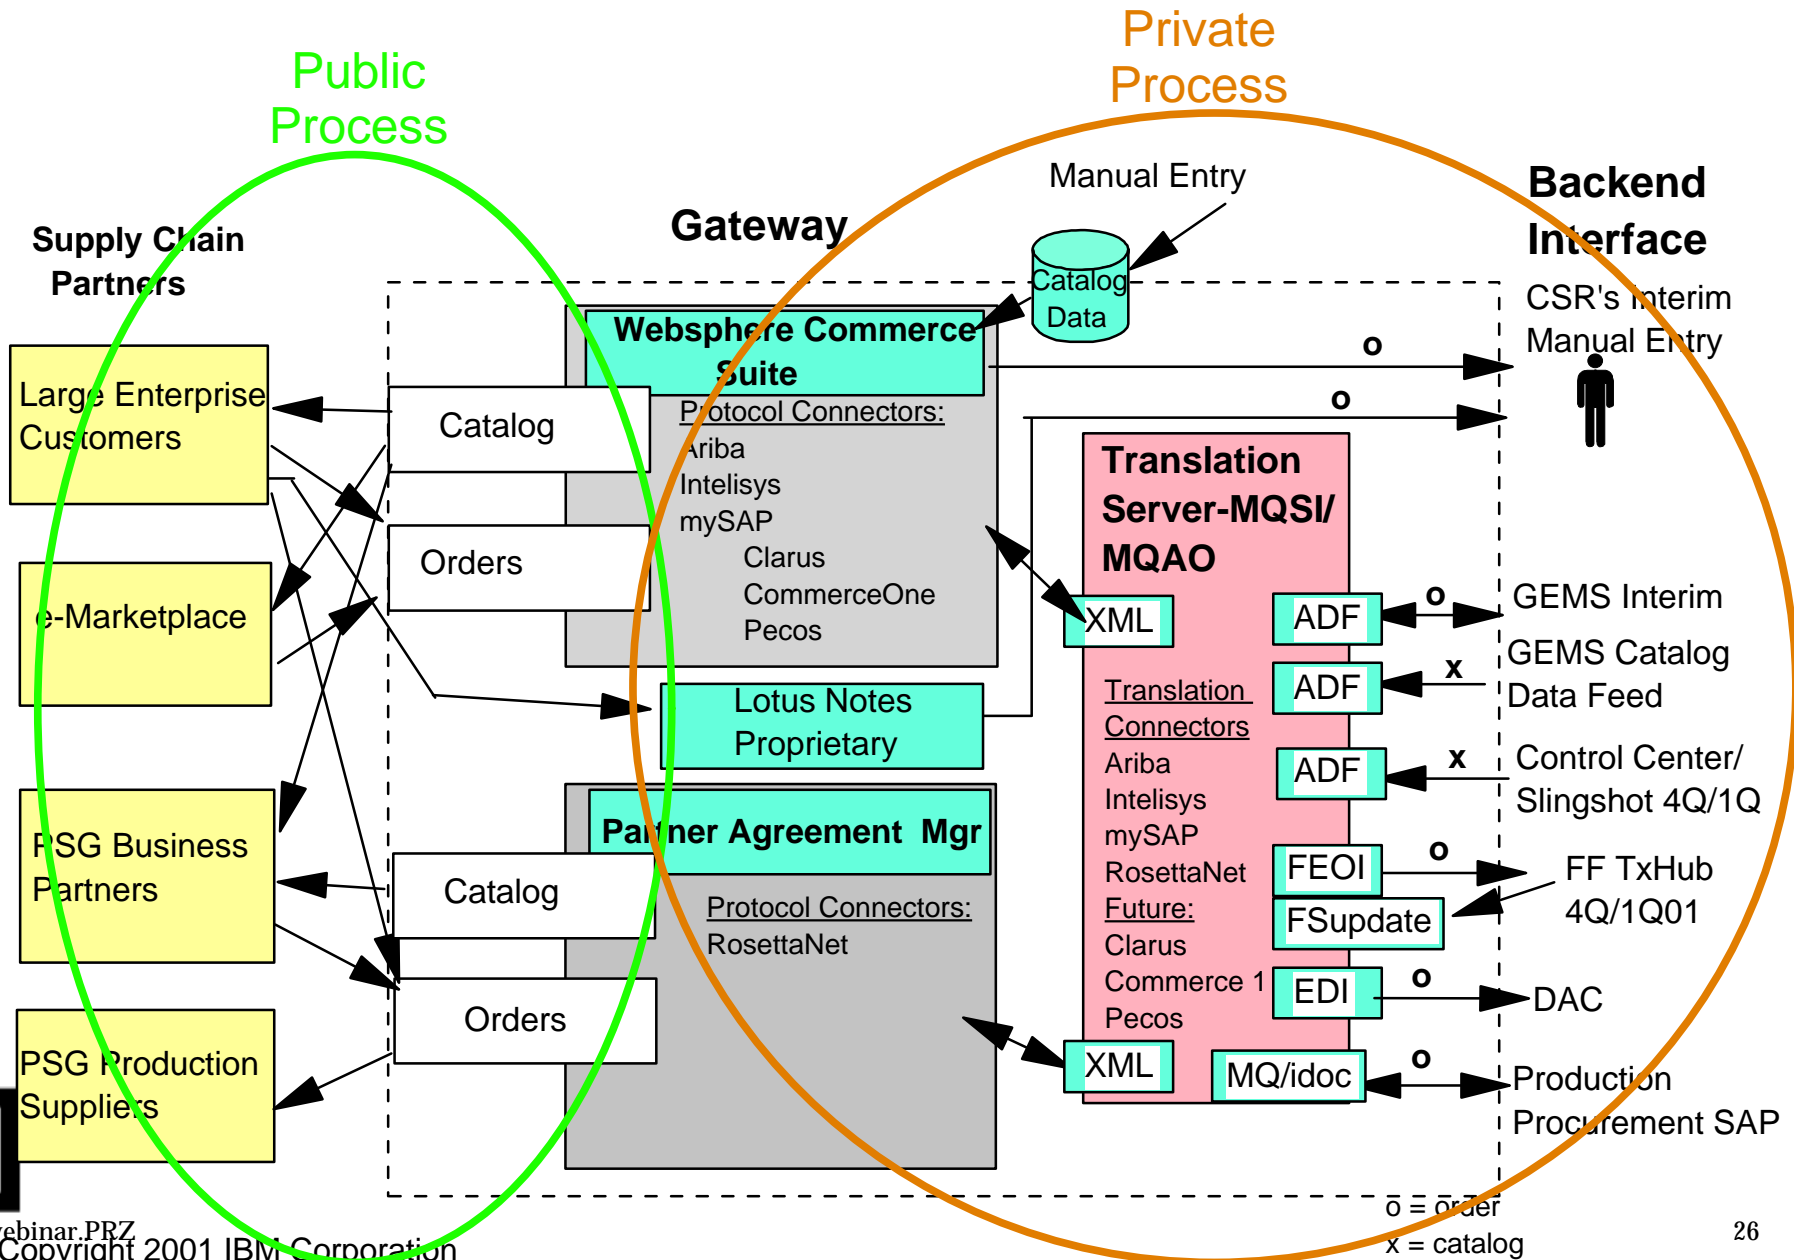 Private
Process
Public
Process
Manual Entry
Backend
Interface
Gateway
Supply Chain
Partners
Catalog
Data
CSR's Interim
Manual Entry
Websphere Commerce
Suite
o
o
Large Enterprise
Customers
Catalog
Protocol Connectors:
Ariba
Intelisys
mySAP
Clarus
CommerceOne
Pecos
Orders
Translation
Server-MQSI/
MQAO
e-Marketplace
XML
ADF
o
GEMS Interim
ADF
x
GEMS Catalog
Data Feed
Lotus Notes
Proprietary
Translation
Connectors
Ariba
Intelisys
mySAP
RosettaNet
Future:
Clarus
Commerce 1
Pecos
ADF
x
Control Center/
Slingshot 4Q/1Q
PSG Business
Partners
Partner Agreement Mgr
Catalog
Protocol Connectors:
RosettaNet
FEOI
o
FF TxHub
4Q/1Q01
FSupdate
EDI
o
DAC
Orders
PSG Production
Suppliers
XML
MQ/idoc
o
Production
Procurement SAP
o = order
x = catalog
webinar.PRZ
Copyright 2001 IBM Corporation
26